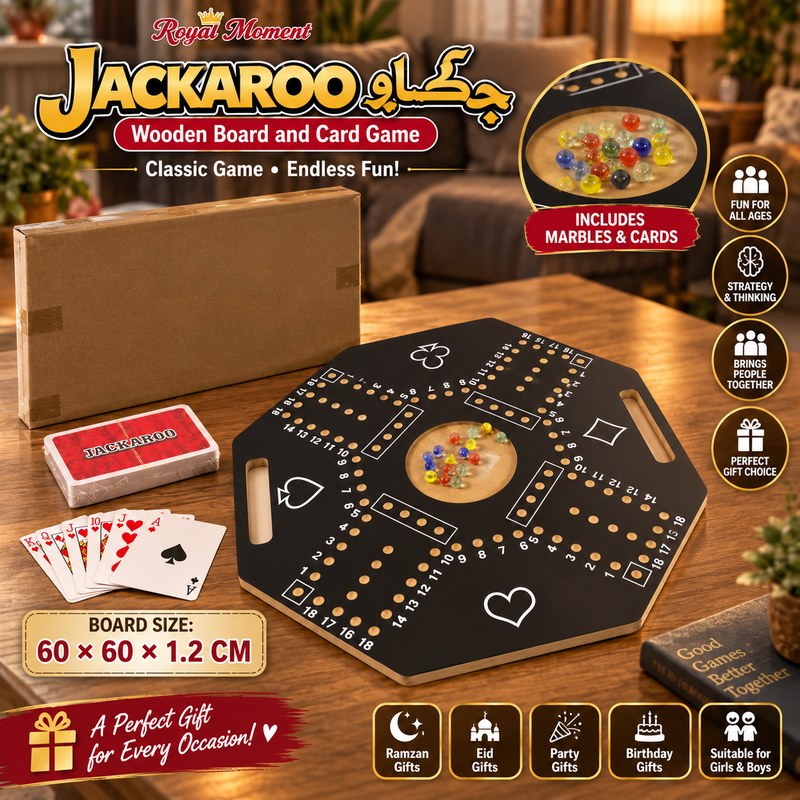 Royal Moment
JACKAROO جكارو
Wooden Board and Card Game
Classic Game • Endless Fun!
INCLUDES
MARBLES & CARDS
FUN FOR
ALL AGES
STRATEGY
& THINKING
BRINGS
PEOPLE
TOGETHER
PERFECT
GIFT CHOICE
JACKAROO
K Q J 10 J A
A
BOARD SIZE:
60 × 60 × 1.2 CM
A Perfect Gift
for Every Occasion!
Good
Games
Better
Together
Ramzan
Gifts
Eid
Gifts
Party
Gifts
Birthday
Gifts
Suitable for
Girls & Boys